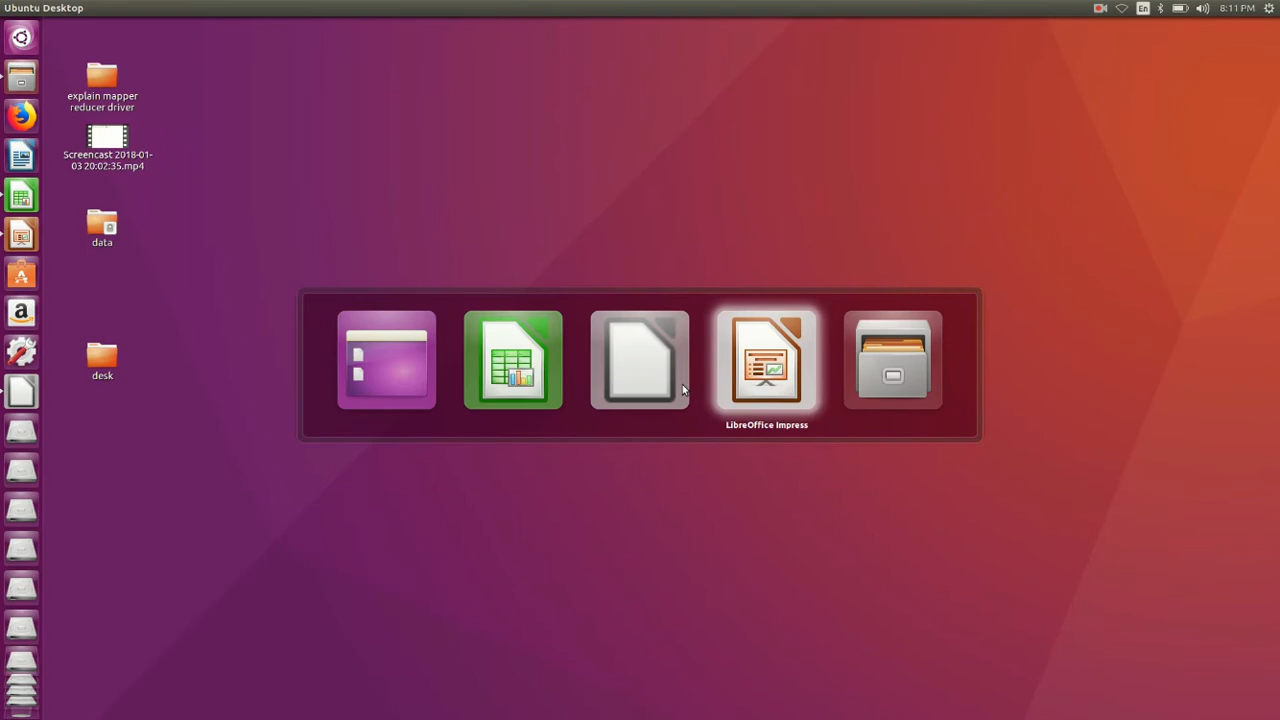 Ubuntu Desktop
En
8:11 PM
explain mapper
reducer driver
Screencast 2018-01-
03 20:02:35.mp4
data
desk
LibreOffice Impress